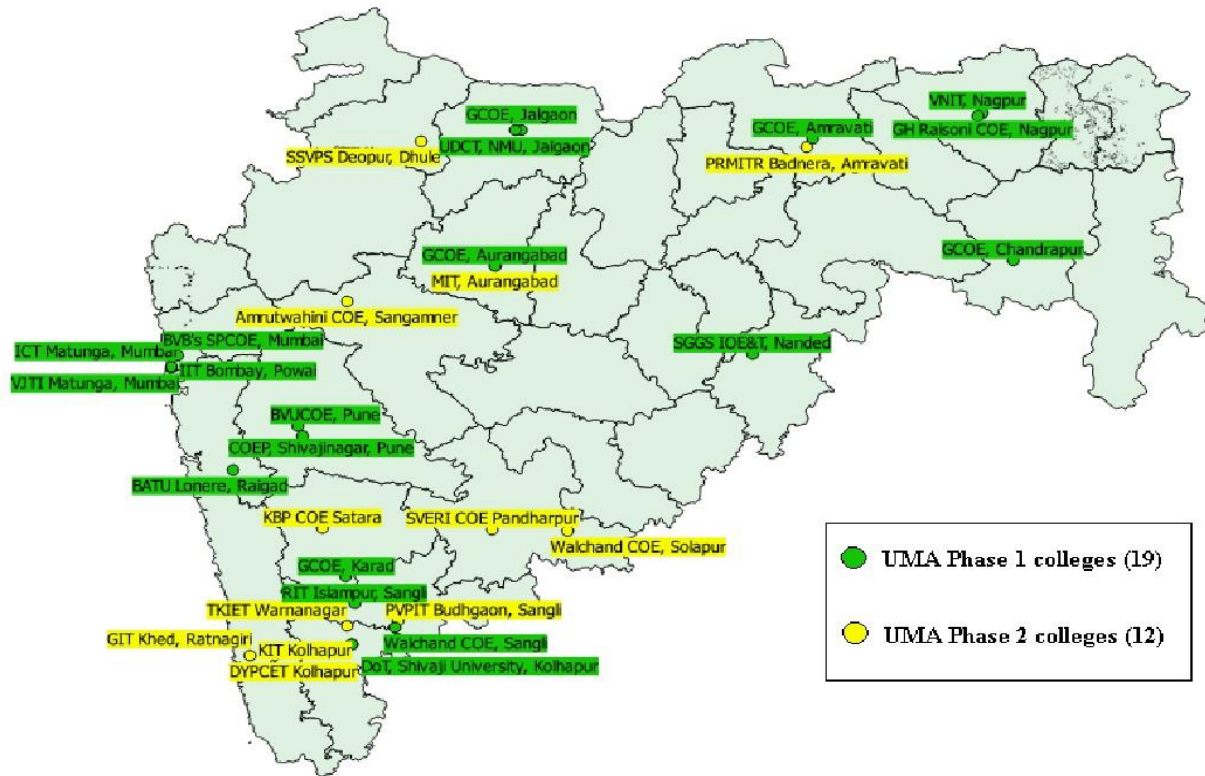 VNIT, Nagpur
GCOE, Jalgaon
GCOE, Amravati
GH Raisoni COE, Nagpur
UDCT, NMU, Jalgaon
SSVPS Deopur, Dhule
PRMITR Badnera, Amravati
GCOE, Aurangabad
GCOE, Chandrapur
MIT, Aurangabad
Amrutwahini COE, Sangamner
BVB's SPCOE, Mumbai
SGGS IOE&T, Nanded
ICT Matunga, Mumbai
IIT Bombay, Powai
VJTI Matunga, Mumbai
BVUCOE, Pune
COEP, Shivajinagar, Pune
BATU Lonere, Raigad
KBP COE Satara
SVERI COE Pandharpur
Walchand COE, Solapur
UMA Phase 1 colleges (19)
GCOE, Karad
RIT Islampur, Sangli
TKIET Warnanagar
PVPIT Budhgaon, Sangli
UMA Phase 2 colleges (12)
GIT Khed, Ratnagiri
KIT Kolhapur
Walchand COE, Sangli
DYPCET Kolhapur
DoT, Shivaji University, Kolhapur